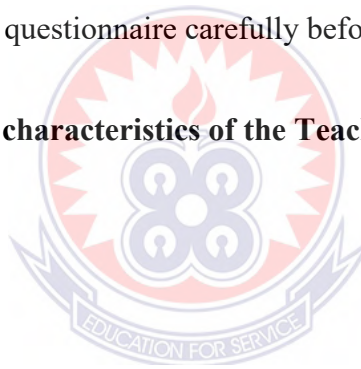 questionnaire carefully befo
characteristics of the Teac
EDUCATION FOR SERVICE